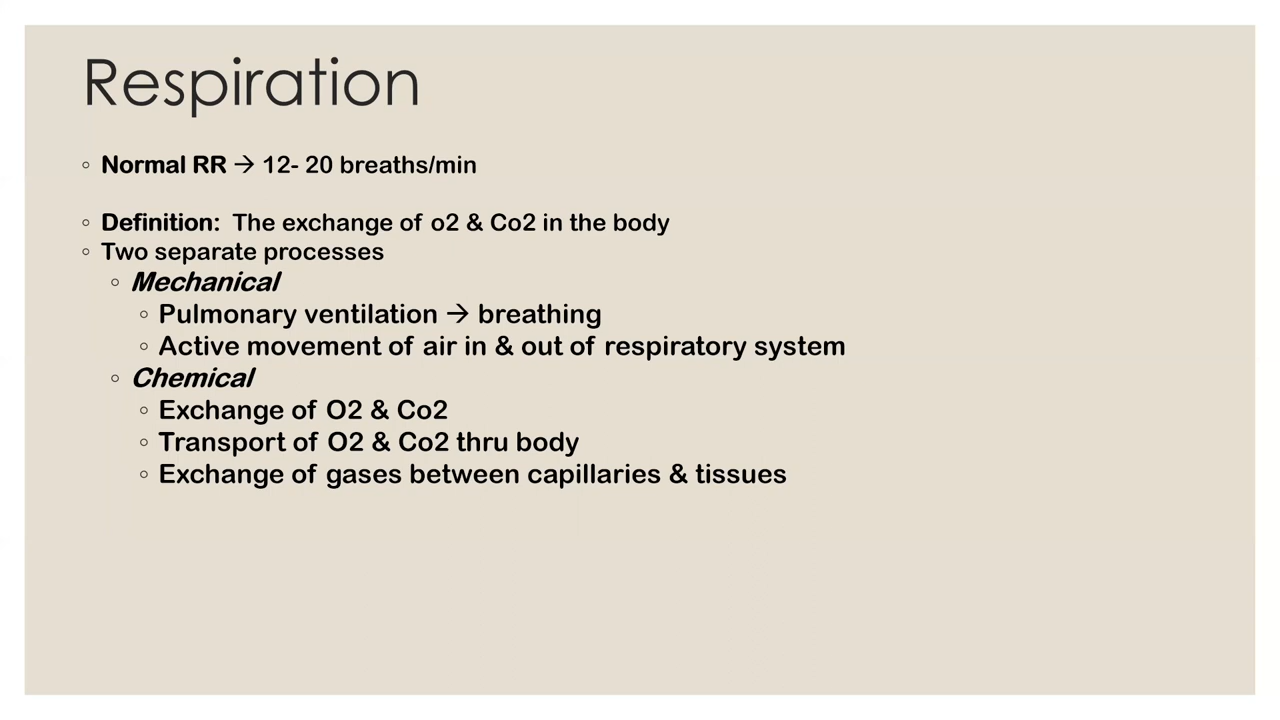 Respiration
◦ Normal RR → 12- 20 breaths/min
◦ Definition: The exchange of o2 & Co2 in the body
◦ Two separate processes
◦ Mechanical
◦ Pulmonary ventilation → breathing
◦ Active movement of air in & out of respiratory system
◦ Chemical
◦ Exchange of O2 & Co2
◦ Transport of O2 & Co2 thru body
◦ Exchange of gases between capillaries & tissues